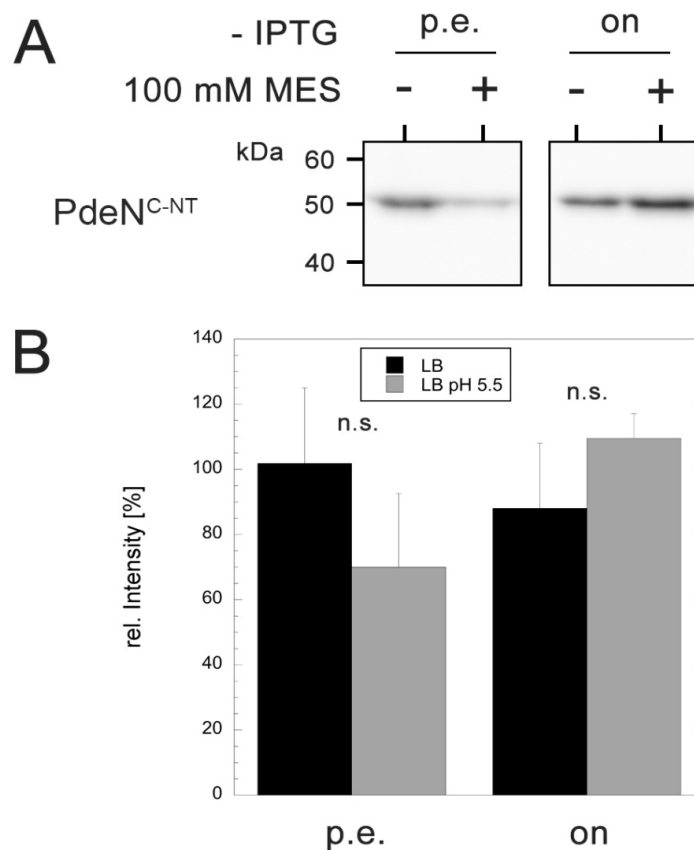 A
- IPTG p.e. on
100 mM MES - + - +
kDa
60
PdeN^C-NT 50
40
B
140
LB
LB pH 5.5
120
n.s. n.s.
100
80
60
40
20
0
rel. Intensity [%]
p.e. on